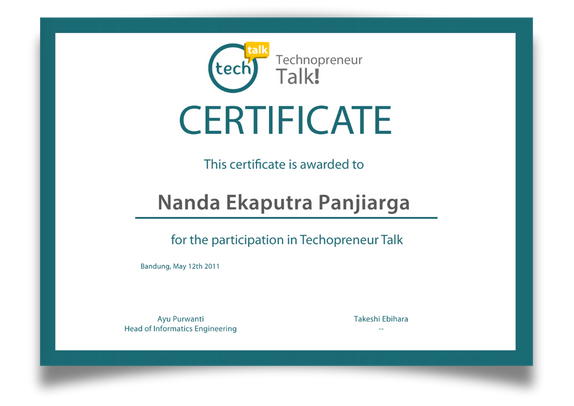 talk
tech
Technopreneur
Talk!
CERTIFICATE
This certificate is awarded to
Nanda Ekaputra Panjiarga
for the participation in Techopreneur Talk
Bandung, May 12th 2011
Ayu Purwanti
Head of Informatics Engineering
Takeshi Ebihara
--